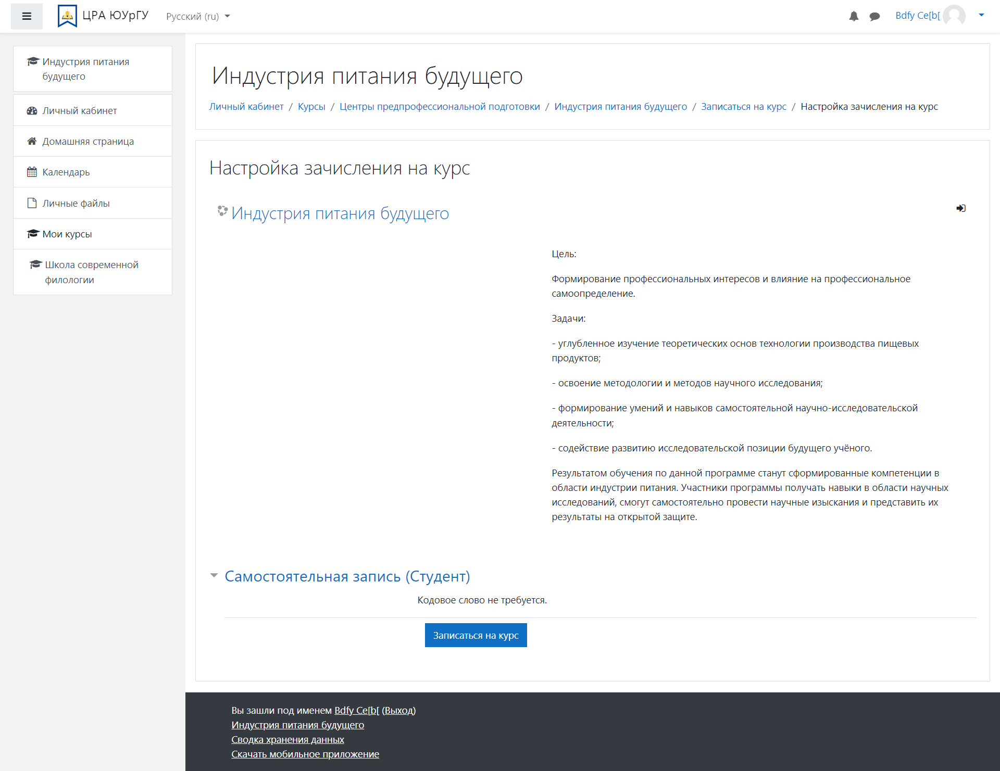 ЦРА ЮУрГУ
Русский (ru)
Bdfy Ce[b[
Индустрия питания
будущего
Личный кабинет
Домашняя страница
Календарь
Личные файлы
Мои курсы
Школа современной
филологии
Индустрия питания будущего
Личный кабинет / Курсы / Центры предпрофессиональной подготовки / Индустрия питания будущего / Записаться на курс / Настройка зачисления на курс
Настройка зачисления на курс
Индустрия питания будущего
Цель:
Формирование профессиональных интересов и влияние на профессиональное
самоопределение.
Задачи:
- углубленное изучение теоретических основ технологии производства пищевых
продуктов;
- освоение методологии и методов научного исследования;
- формирование умений и навыков самостоятельной научно-исследовательской
деятельности;
- содействие развитию исследовательской позиции будущего учёного.
Результатом обучения по данной программе станут сформированные компетенции в
области индустрии питания. Участники программы получать навыки в области научных
исследований, смогут самостоятельно провести научные изыскания и представить их
результаты на открытой защите.
Самостоятельная запись (Студент)
Кодовое слово не требуется.
Записаться на курс
Вы зашли под именем Bdfy Ce[b[ (Выход)
Индустрия питания будущего
Сводка хранения данных
Скачать мобильное приложение